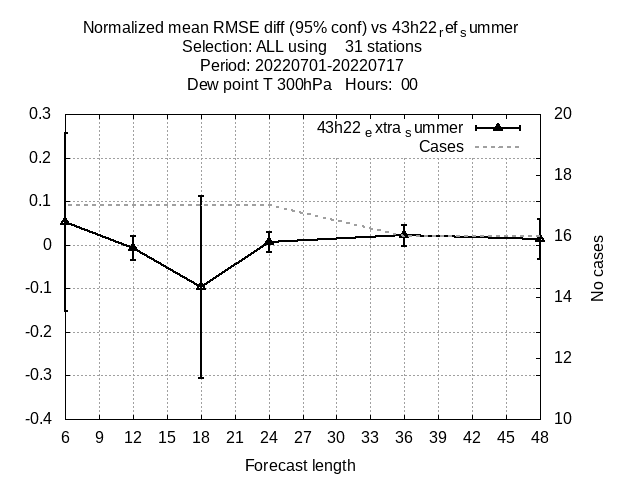 Normalized mean RMSE diff (95% conf) vs 43h22refsummer
Selection: ALL using 31 stations
Period: 20220701-20220717
Dew point T 300hPa Hours: 00
43h22extrasummer
Cases
0.3
0.2
0.1
0
-0.1
-0.2
-0.3
-0.4
20
18
16
14
12
10
No cases
6 9 12 15 18 21 24 27 30 33 36 39 42 45 48
Forecast length